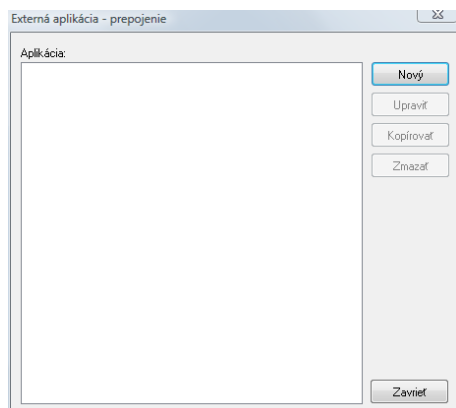 Externá aplikácia - prepojenie
Aplikácia:
Nový
Upraviť
Kopírovať
Zmazať
Zavrieť